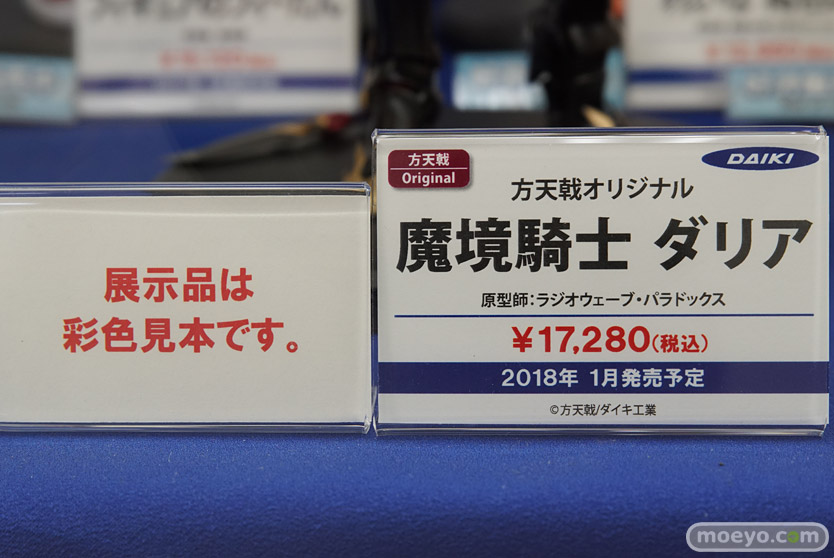 展示品は
彩色見本です。
方天戟
Original
DAIKI
方天戟オリジナル
魔境騎士 ダリア
原型師：ラジオウェーブ・パラドックス
￥17,280(税込)
2018年 1月発売予定
©方天戟/ダイキ工業
moeyo.com